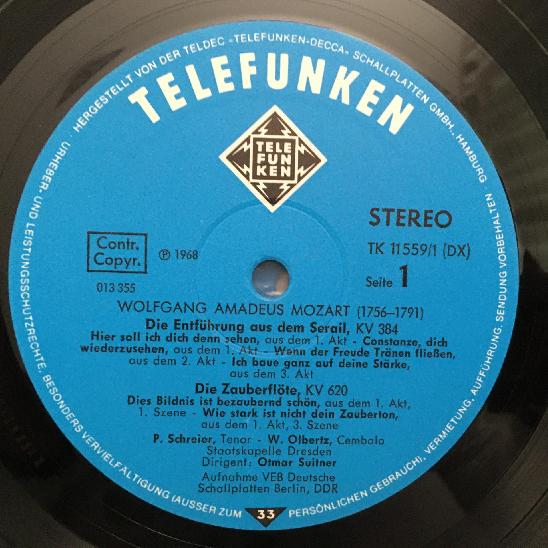 · HERGESTELLT VON DER TELDEC »TELEFUNKEN-DECCA« SCHALLPLATTEN GMBH., HAMBURG · URHEBER- UND LEISTUNGSSCHUTZRECHTE, BESONDERS VERVIELFÄLTIGUNG (AUSSER ZUM PERSÖNLICHEN GEBRAUCH), VERMIETUNG, AUFFÜHRUNG, SENDUNG VORBEHALTEN
TELEFUNKEN
TELE
FUN
KEN
STEREO
Contr.
Copyr.
Ⓟ 1968
TK 11559/1 (DX)
Seite 1
013 355
WOLFGANG AMADEUS MOZART (1756–1791)
Die Entführung aus dem Serail, KV 384
Hier soll ich dich denn sehen, aus dem 1. Akt - Constanze, dich
wiederzusehen, aus dem 1. Akt - Wenn der Freude Tränen fließen,
aus dem 2. Akt - Ich baue ganz auf deine Stärke,
aus dem 3. Akt
Die Zauberflöte, KV 620
Dies Bildnis ist bezaubernd schön, aus dem 1. Akt,
1. Szene - Wie stark ist nicht dein Zauberton,
aus dem 1. Akt, 3. Szene
P. Schreier, Tenor - W. Olbertz, Cembalo
Staatskapelle Dresden
Dirigent: Otmar Suitner
Aufnahme VEB Deutsche
Schallplatten Berlin, DDR
33